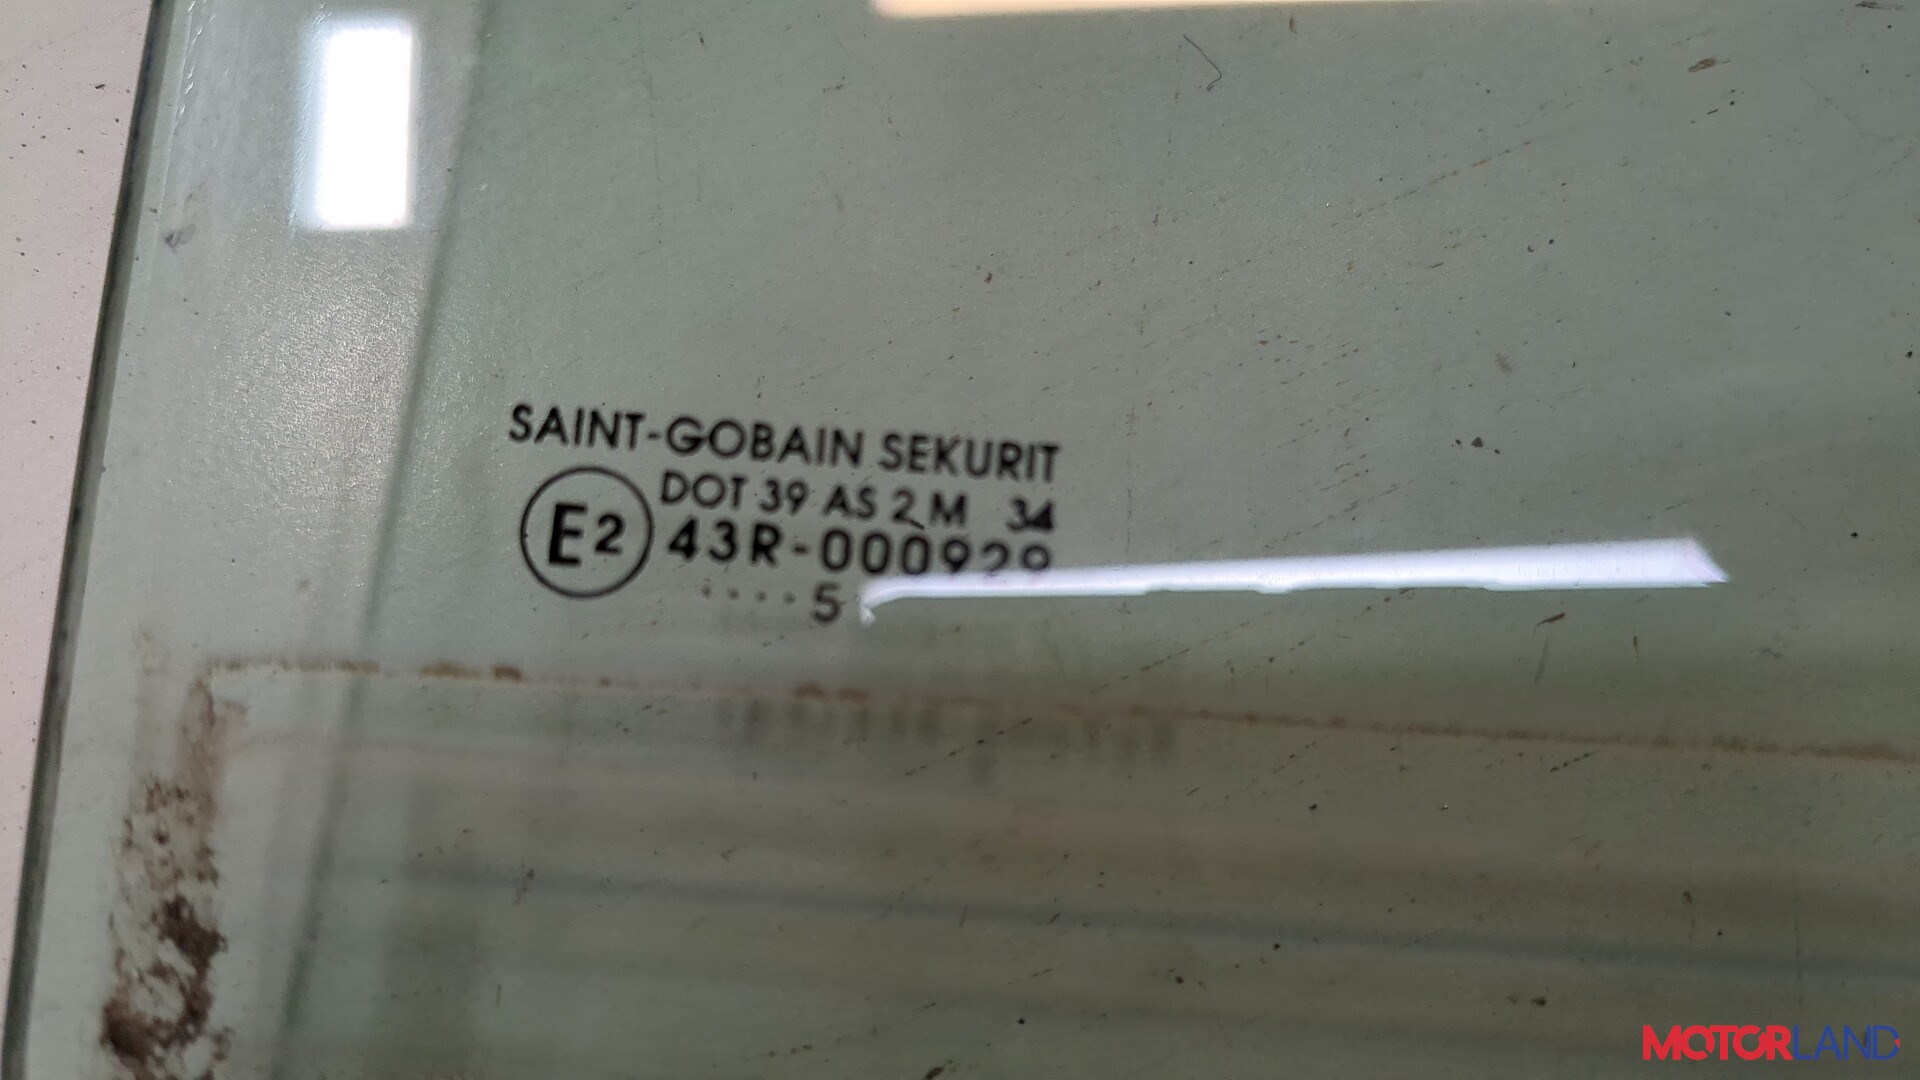 SAINT-GOBAIN SEKURIT
DOT 39 AS 2 M 34
E2 43R-000929
.... 5
MOTORLAND